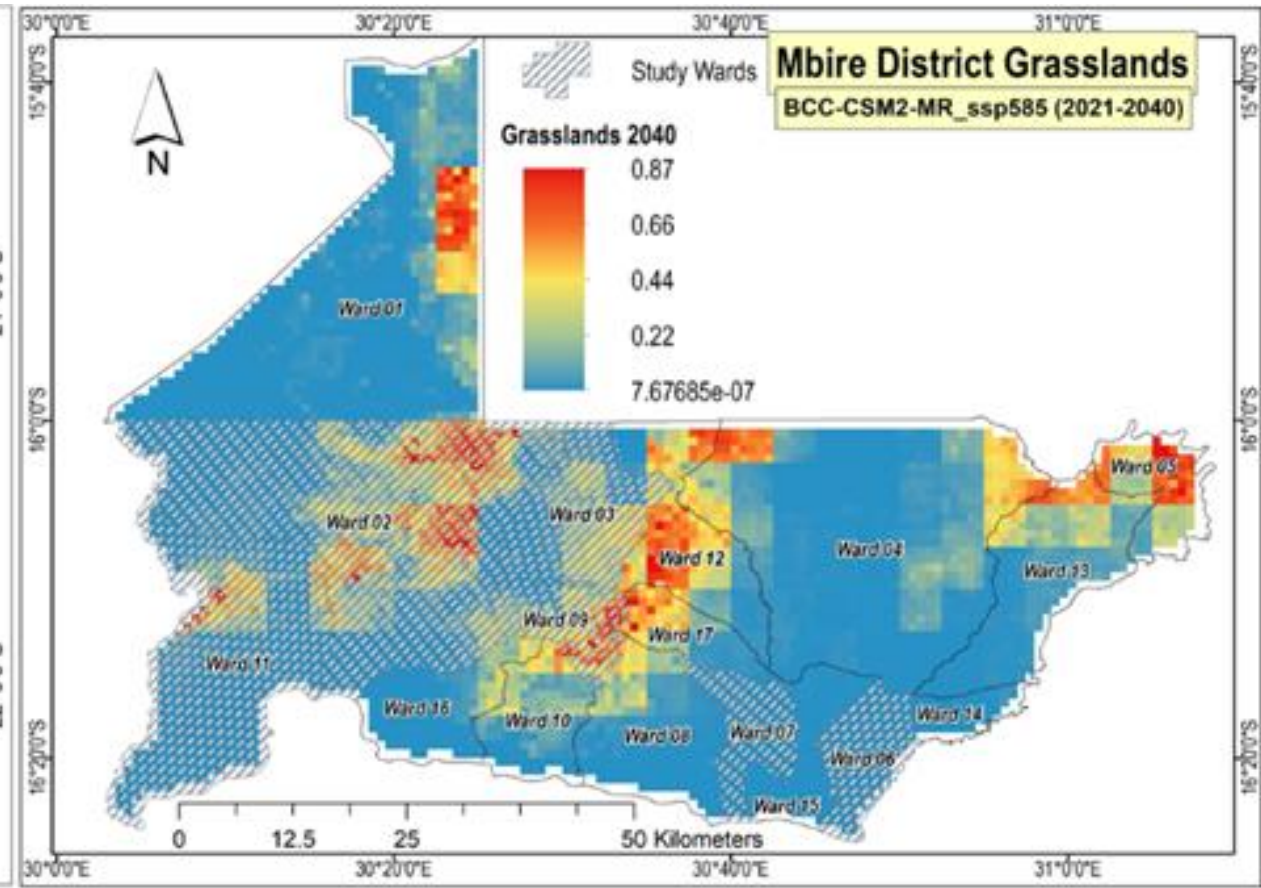 30°0'0"E 30°20'0"E 30°40'0"E 31°0'0"E
Mbire District Grasslands
BCC-CSM2-MR_ssp585 (2021-2040)
Study Wards
Grasslands 2040
0.87
0.66
0.44
0.22
7.67685e-07
N
15°40'0"S
15°40'0"S
16°0'0"S
16°0'0"S
16°20'0"S
16°20'0"S
Ward 01
Ward 05
Ward 02
Ward 03
Ward 12
Ward 04
Ward 13
Ward 09
Ward 17
Ward 11
Ward 16
Ward 10
Ward 08
Ward 07
Ward 14
Ward 06
Ward 15
0 12.5 25 50 Kilometers
30°0'0"E 30°20'0"E 30°40'0"E 31°0'0"E